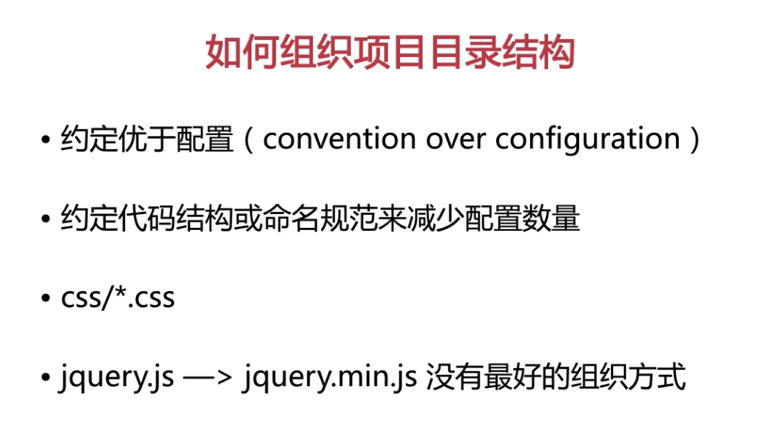 如何组织项目目录结构
• 约定优于配置（convention over configuration）
• 约定代码结构或命名规范来减少配置数量
• css/*.css
• jquery.js —> jquery.min.js 没有最好的组织方式